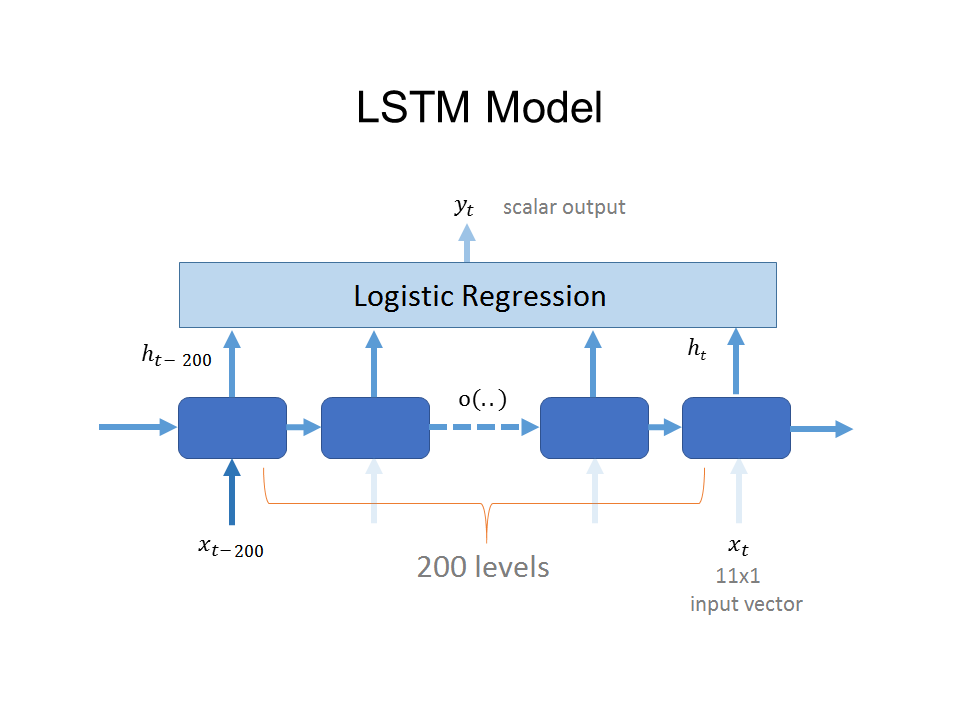 LSTM Model
y_t scalar output
Logistic Regression
h_{t-200}
h_t
o(..)
x_{t-200}
x_t
200 levels
11x1
input vector